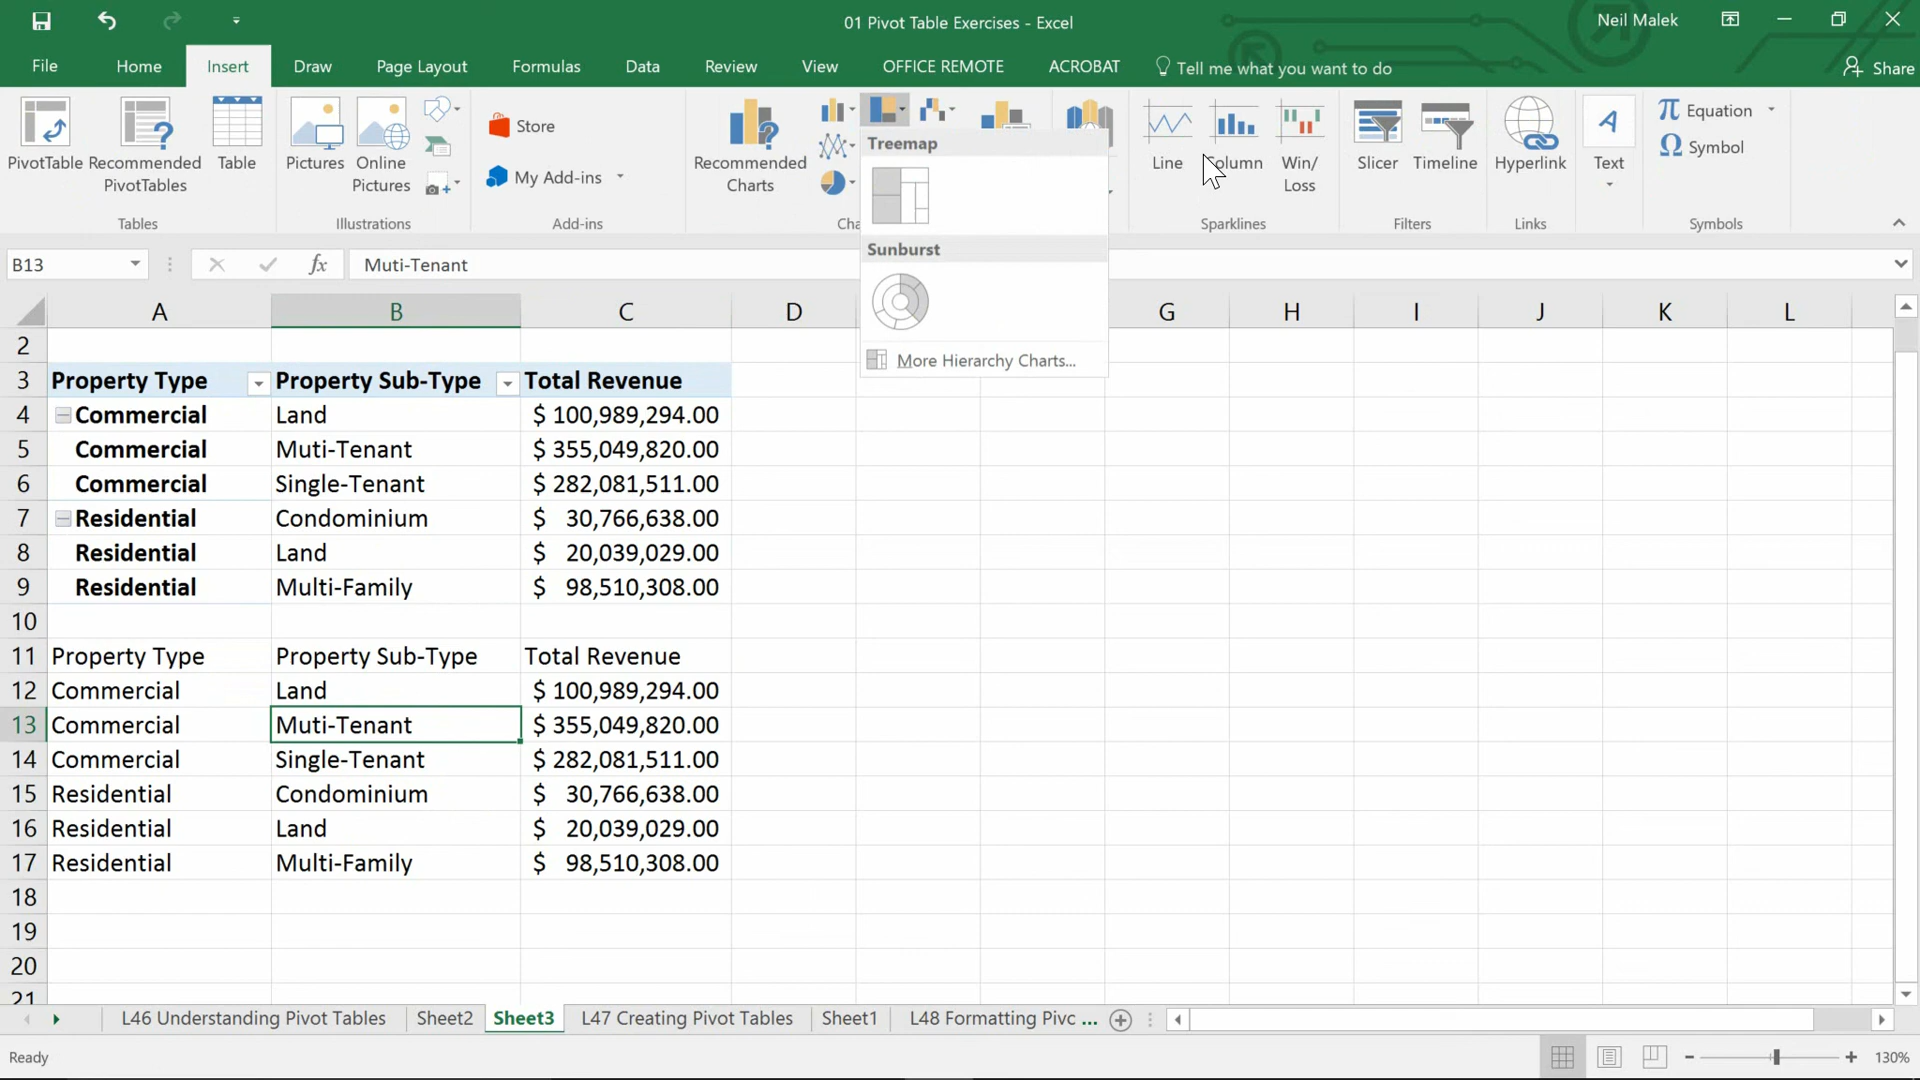 01 Pivot Table Exercises - Excel
Neil Malek
File Home Insert Draw Page Layout Formulas Data Review View OFFICE REMOTE ACROBAT Tell me what you want to do Share
PivotTable
Recommended PivotTables
Table
Tables
Pictures
Online Pictures
Illustrations
Store
My Add-ins
Add-ins
Recommended Charts
Treemap
Sunburst
More Hierarchy Charts...
Line
Column
Win/ Loss
Sparklines
Slicer
Timeline
Filters
Hyperlink
Links
A
Text
π Equation
Ω Symbol
Symbols
B13 fx Muti-Tenant
A B C D G H I J K L
2
3 Property Type Property Sub-Type Total Revenue
4 Commercial Land $ 100,989,294.00
5 Commercial Muti-Tenant $ 355,049,820.00
6 Commercial Single-Tenant $ 282,081,511.00
7 Residential Condominium $ 30,766,638.00
8 Residential Land $ 20,039,029.00
9 Residential Multi-Family $ 98,510,308.00
10
11 Property Type Property Sub-Type Total Revenue
12 Commercial Land $ 100,989,294.00
13 Commercial Muti-Tenant $ 355,049,820.00
14 Commercial Single-Tenant $ 282,081,511.00
15 Residential Condominium $ 30,766,638.00
16 Residential Land $ 20,039,029.00
17 Residential Multi-Family $ 98,510,308.00
18
19
20
21
L46 Understanding Pivot Tables Sheet2 Sheet3 L47 Creating Pivot Tables Sheet1 L48 Formatting Pivc ...
Ready 130%